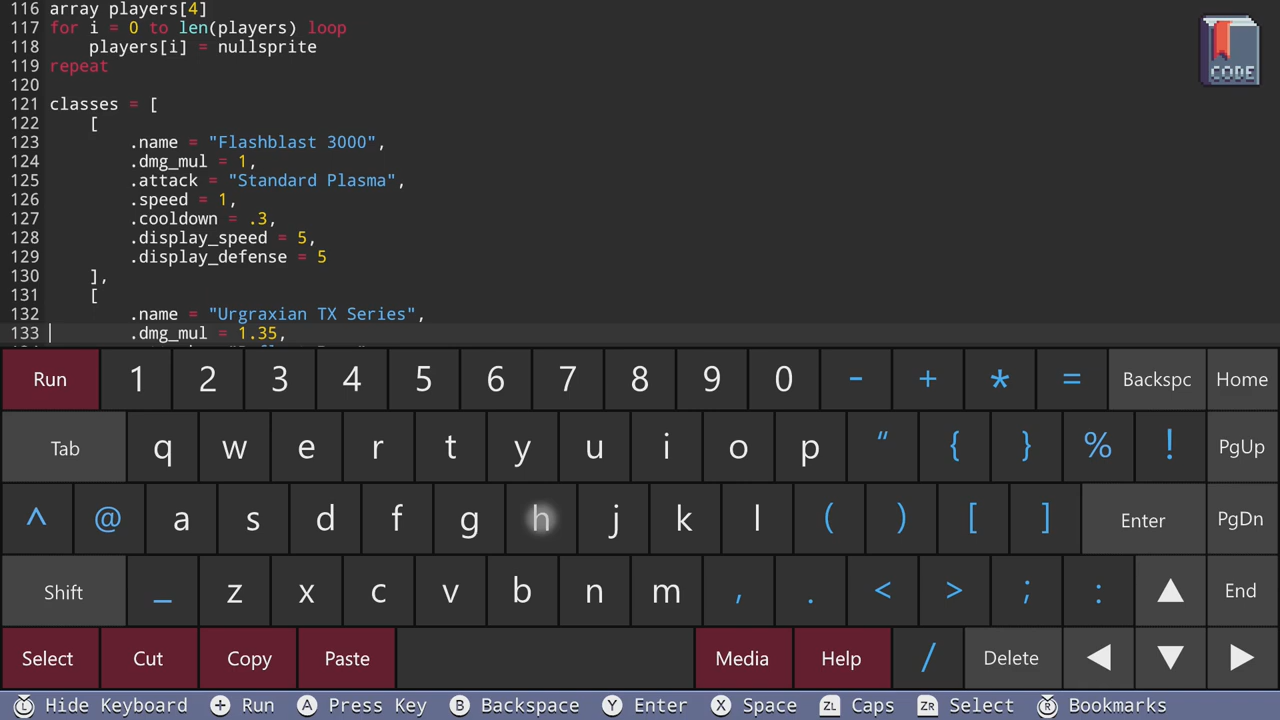 116 array players[4]
117 for i = 0 to len(players) loop
118 players[i] = nullsprite
119 repeat
120
121 classes = [
122 [
123 .name = "Flashblast 3000",
124 .dmg_mul = 1,
125 .attack = "Standard Plasma",
126 .speed = 1,
127 .cooldown = .3,
128 .display_speed = 5,
129 .display_defense = 5
130 ],
131 [
132 .name = "Urgraxian TX Series",
133 .dmg_mul = 1.35,
CODE
Run 1 2 3 4 5 6 7 8 9 0 - + * = Backspc Home
Tab q w e r t y u i o p “ { } % ! PgUp
^ @ a s d f g h j k l ( ) [ ] Enter PgDn
Shift _ z x c v b n m , . < > ; : ▲ End
Select Cut Copy Paste Media Help / Delete ◀ ▼ ▶
L Hide Keyboard + Run A Press Key B Backspace Y Enter X Space ZL Caps ZR Select R Bookmarks